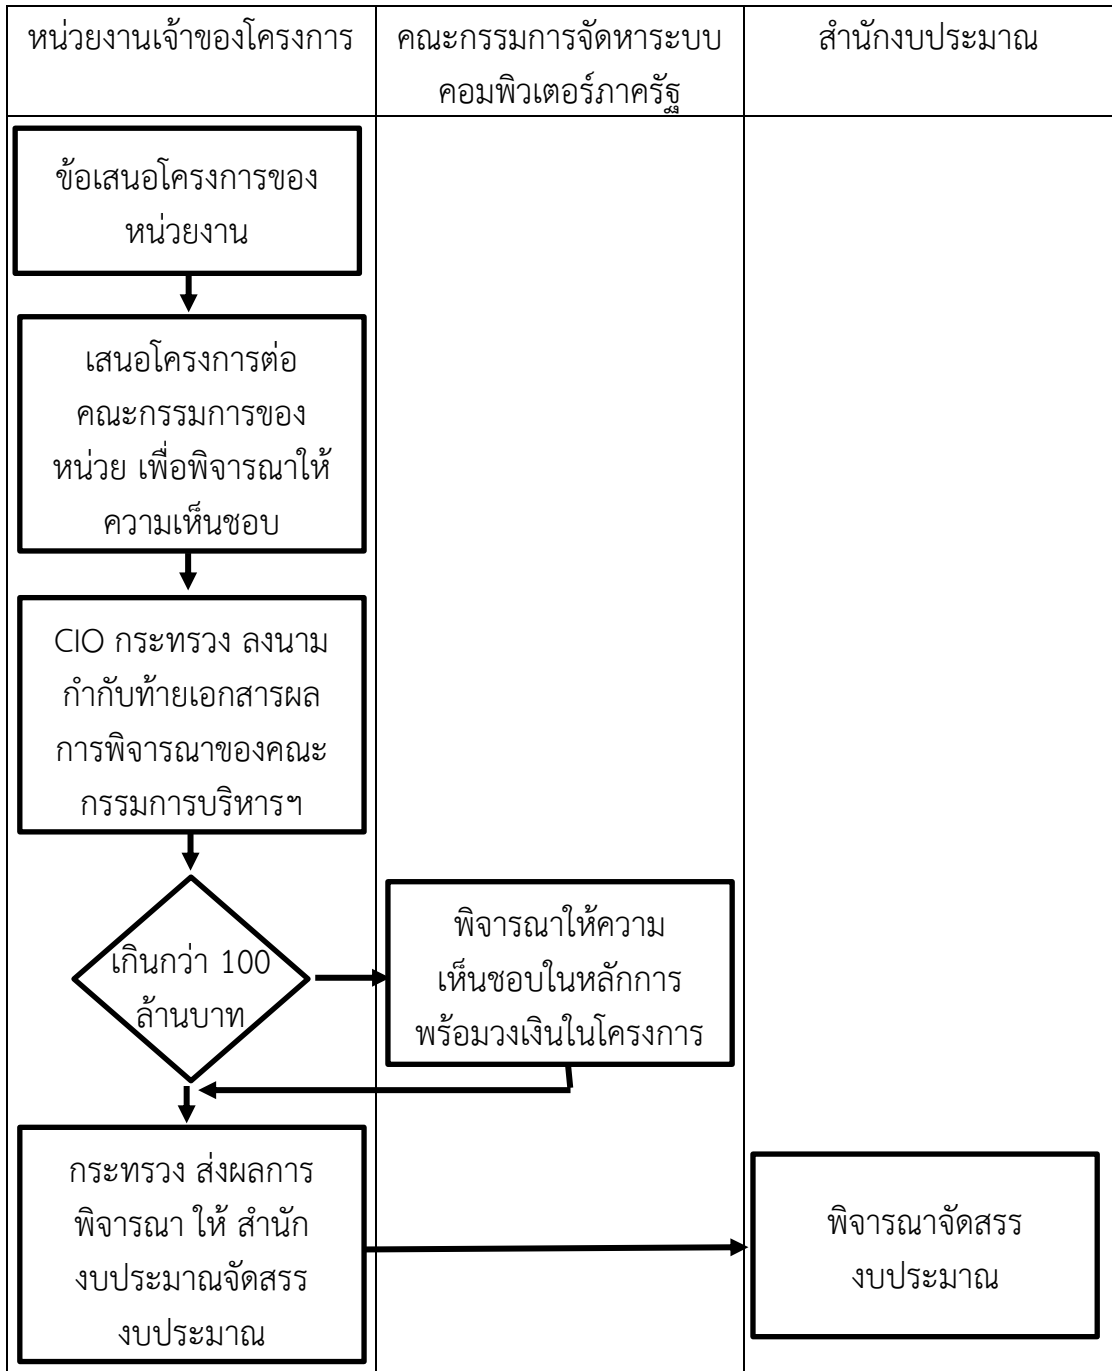 หน่วยงานเจ้าของโครงการ
คณะกรรมการจัดหาระบบ
คอมพิวเตอร์ภาครัฐ
สำนักงบประมาณ
ข้อเสนอโครงการของ
หน่วยงาน
เสนอโครงการต่อ
คณะกรรมการของ
หน่วย เพื่อพิจารณาให้
ความเห็นชอบ
CIO กระทรวง ลงนาม
กำกับท้ายเอกสารผล
การพิจารณาของคณะ
กรรมการบริหารฯ
เกินกว่า 100
ล้านบาท
พิจารณาให้ความ
เห็นชอบในหลักการ
พร้อมวงเงินในโครงการ
กระทรวง ส่งผลการ
พิจารณา ให้ สำนัก
งบประมาณจัดสรร
งบประมาณ
พิจารณาจัดสรร
งบประมาณ